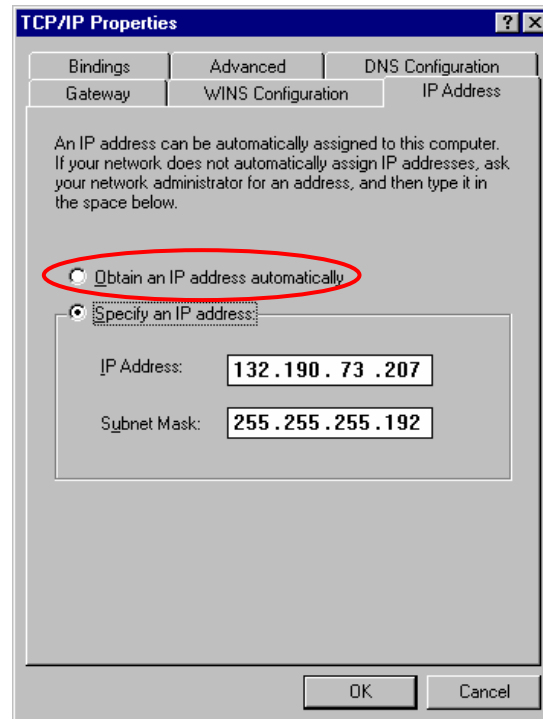 TCP/IP Properties
Bindings Advanced DNS Configuration
Gateway WINS Configuration IP Address
An IP address can be automatically assigned to this computer.
If your network does not automatically assign IP addresses, ask
your network administrator for an address, and then type it in
the space below.
Obtain an IP address automatically
Specify an IP address:
IP Address: 132.190.73.207
Subnet Mask: 255.255.255.192
OK Cancel